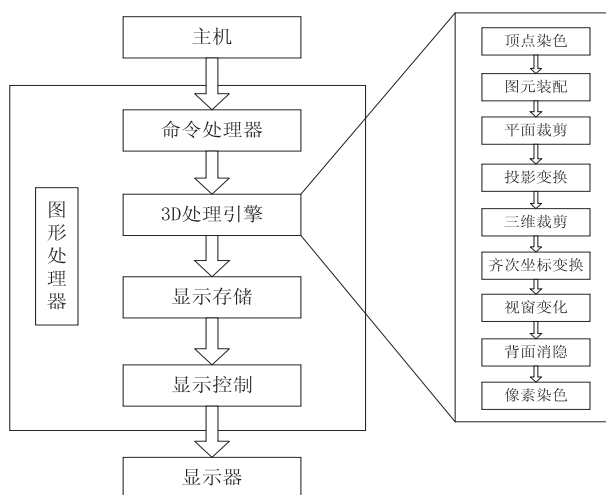 主机
命令处理器
3D处理引擎
显示存储
显示控制
显示器
图形处理器
顶点染色
图元装配
平面裁剪
投影变换
三维裁剪
齐次坐标变换
视窗变化
背面消隐
像素染色